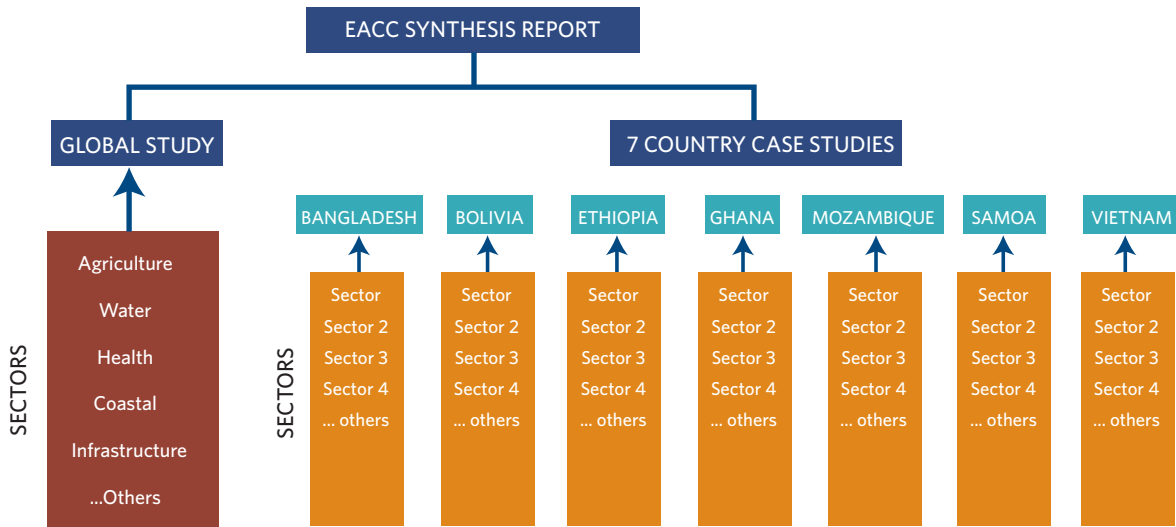 EACC SYNTHESIS REPORT
GLOBAL STUDY
7 COUNTRY CASE STUDIES
SECTORS
Agriculture
Water
Health
Coastal
Infrastructure
...Others
SECTORS
BANGLADESH
Sector
Sector 2
Sector 3
Sector 4
... others
BOLIVIA
Sector
Sector 2
Sector 3
Sector 4
... others
ETHIOPIA
Sector
Sector 2
Sector 3
Sector 4
... others
GHANA
Sector
Sector 2
Sector 3
Sector 4
... others
MOZAMBIQUE
Sector
Sector 2
Sector 3
Sector 4
... others
SAMOA
Sector
Sector 2
Sector 3
Sector 4
... others
VIETNAM
Sector
Sector 2
Sector 3
Sector 4
... others